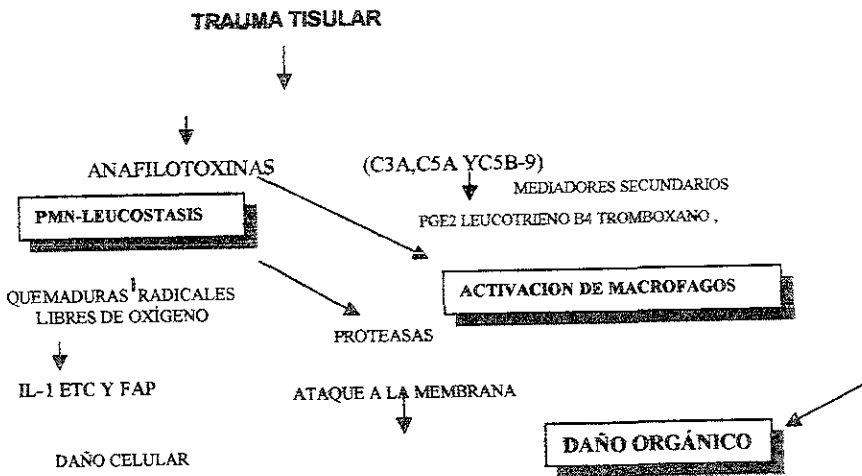 TRAUMA TISULAR
ANAFILOTOXINAS (C3A,C5A YC5B-9)
MEDIADORES SECUNDARIOS
PMN-LEUCOSTASIS
PGE2 LEUCOTRIENO B4 TROMBOXANO ,
QUEMADURAS RADICALES
LIBRES DE OXÍGENO
ACTIVACION DE MACROFAGOS
PROTEASAS
IL-1 ETC Y FAP
ATAQUE A LA MEMBRANA
DAÑO ORGÁNICO
DAÑO CELULAR